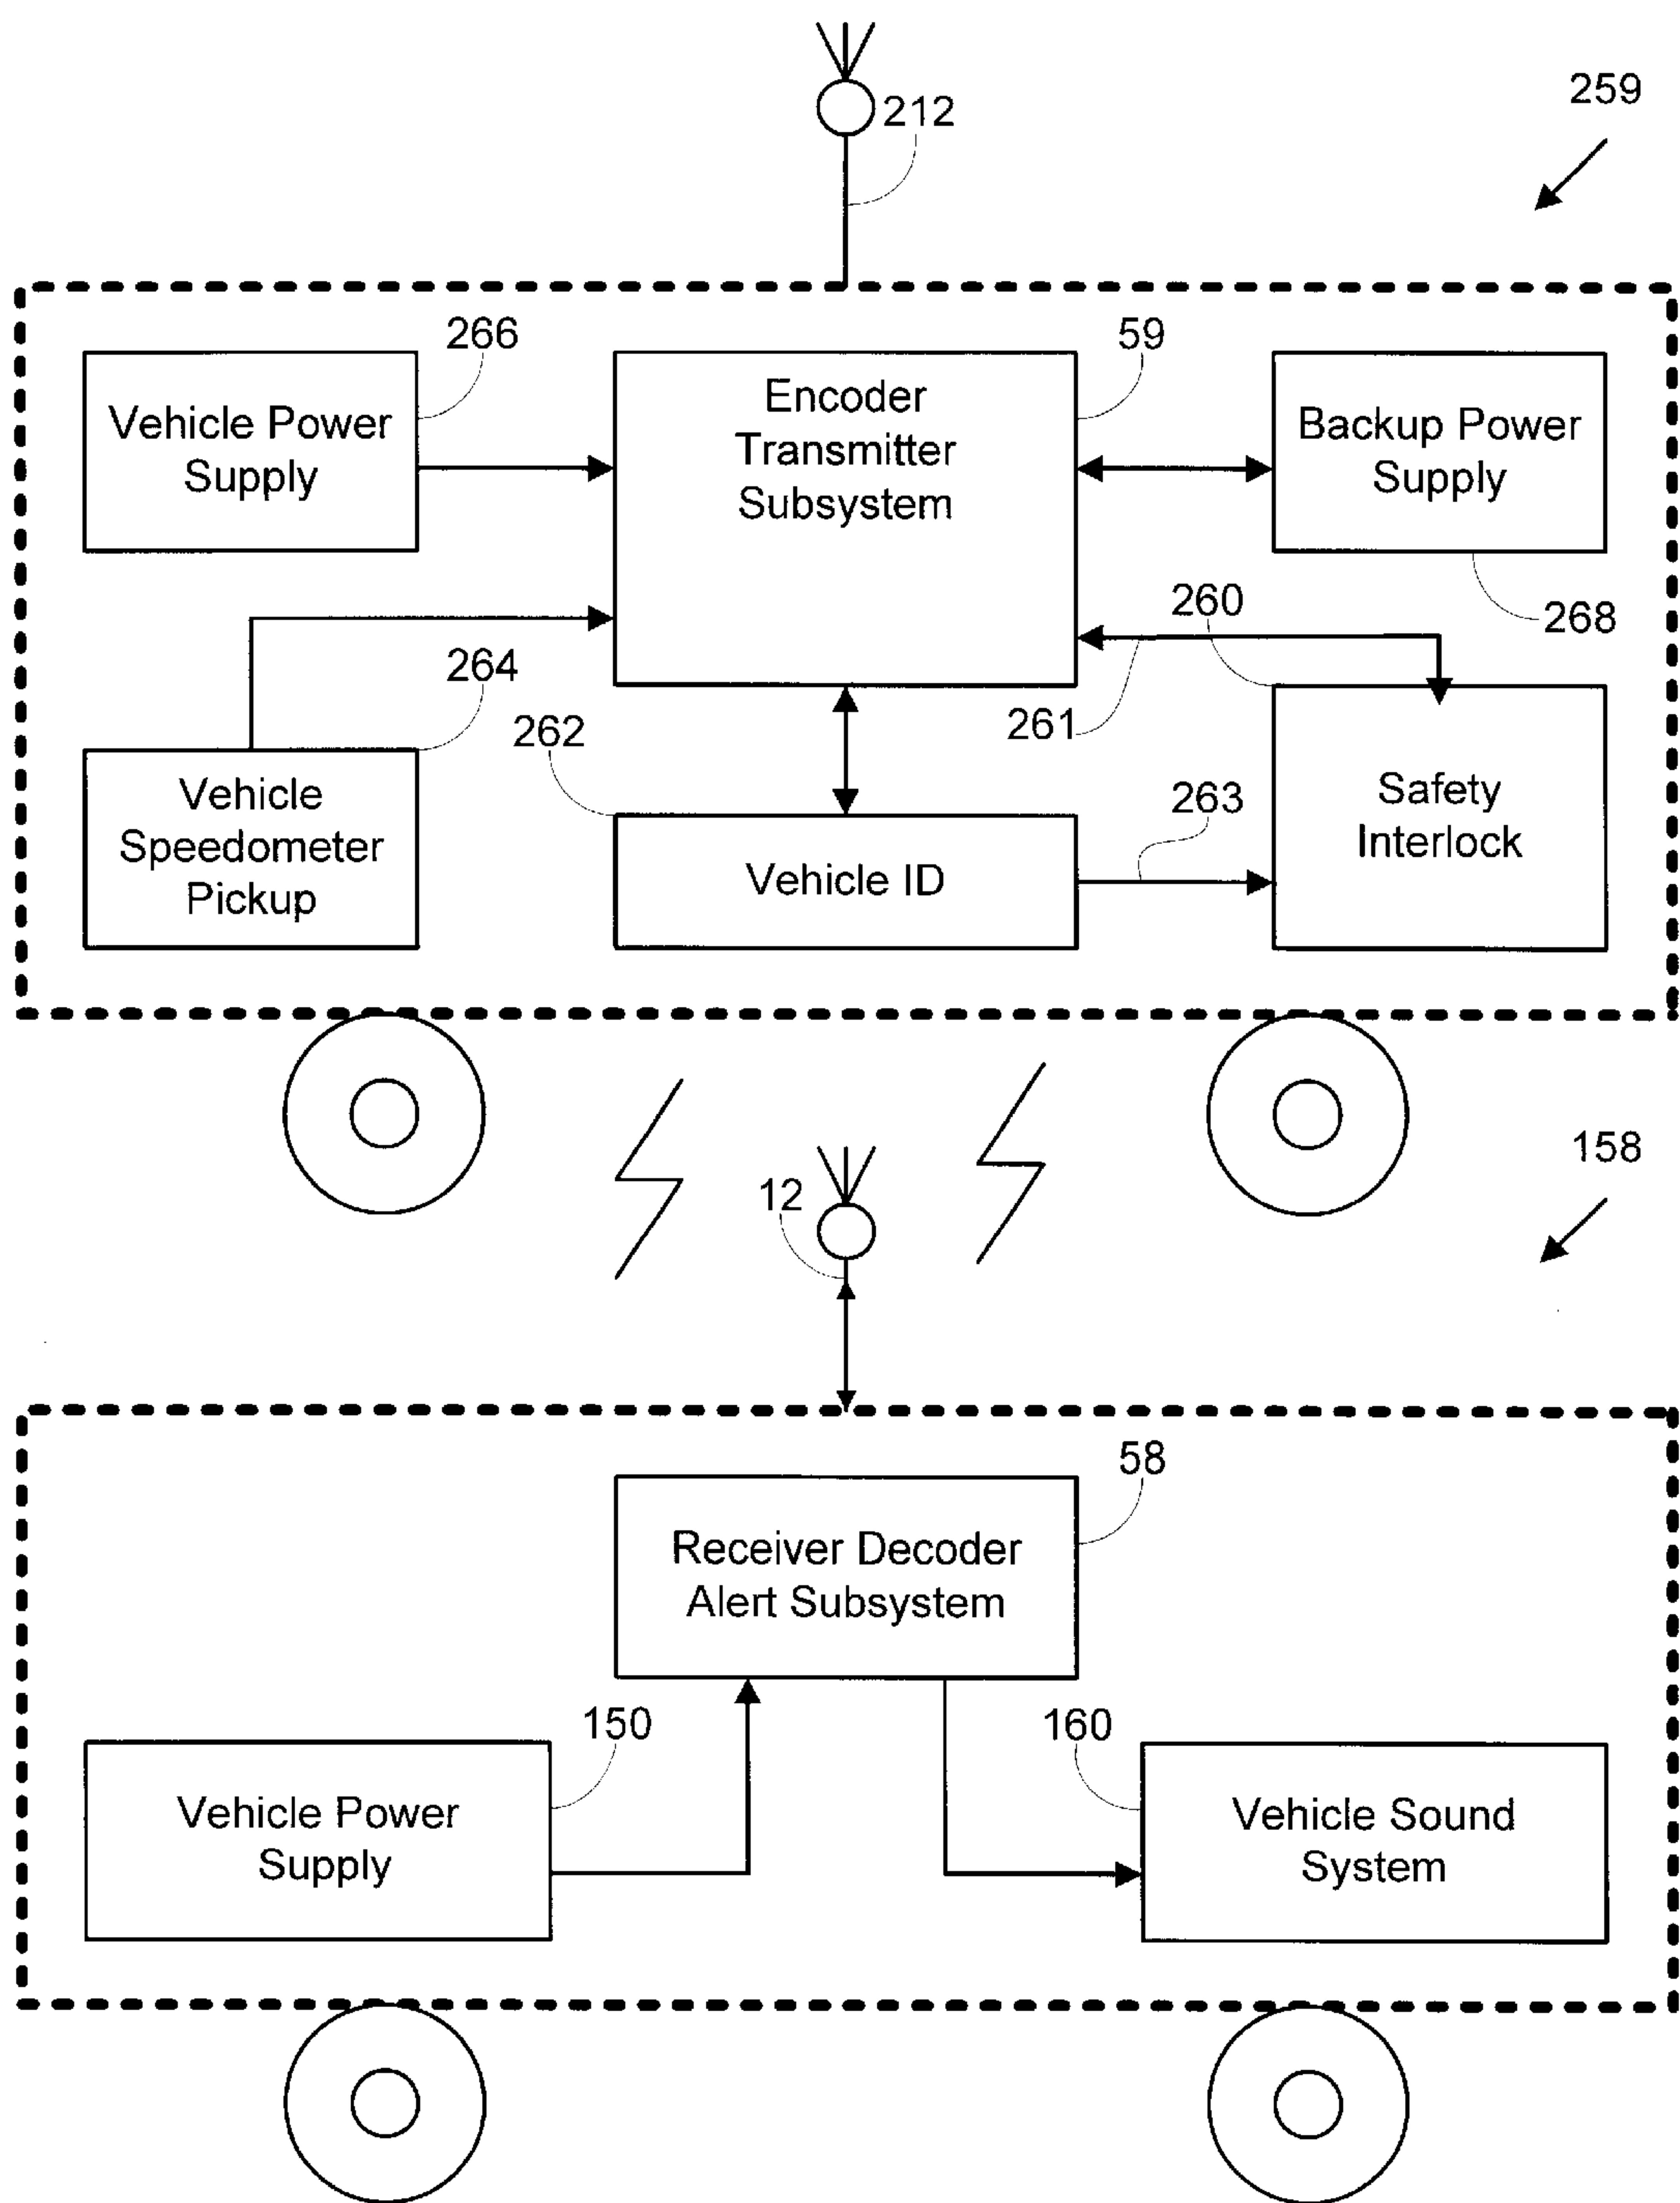 212
259
266
Vehicle Power
Supply
Encoder
Transmitter
Subsystem
59
Backup Power
Supply
268
260
261
264
Vehicle
Speedometer
Pickup
262
Vehicle ID
263
Safety
Interlock
158
12
58
Receiver Decoder
Alert Subsystem
150
Vehicle Power
Supply
160
Vehicle Sound
System